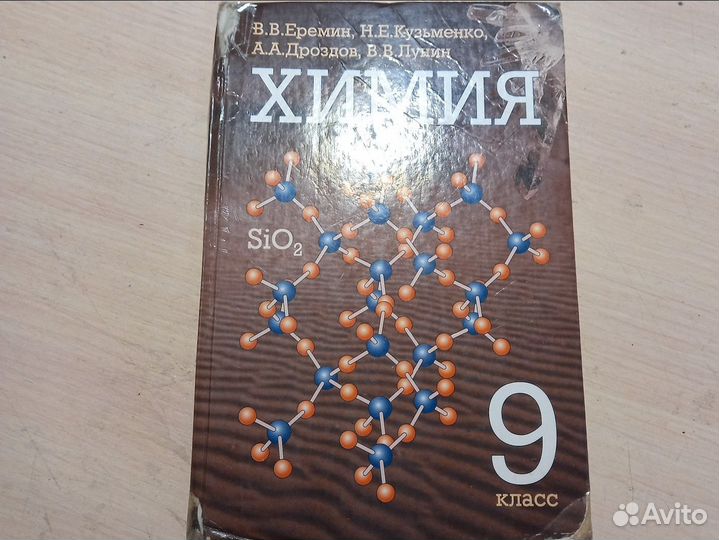 В.В.Еремин, Н.Е.Кузьменко,
А.А.Дроздов, В.В.Лунин
ХИМИЯ
SiO₂
9
класс
Avito